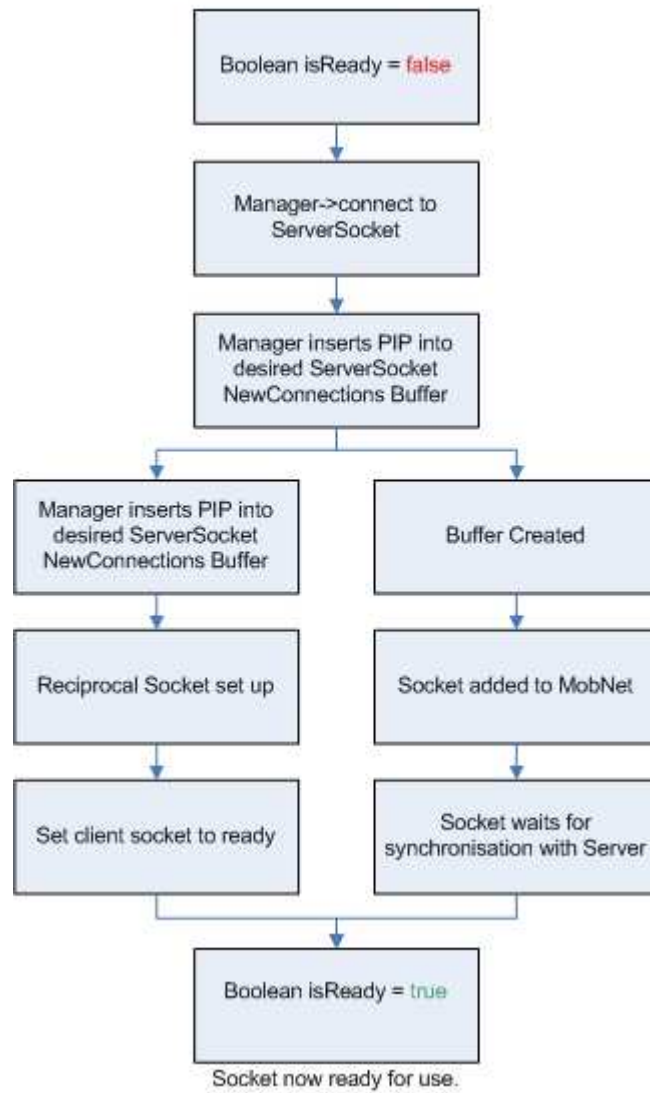 Boolean isReady = false
Manager->connect to
ServerSocket
Manager inserts PIP into
desired ServerSocket
NewConnections Buffer
Manager inserts PIP into
desired ServerSocket
NewConnections Buffer
Buffer Created
Reciprocal Socket set up
Socket added to MobNet
Set client socket to ready
Socket waits for
synchronisation with Server
Boolean isReady = true
Socket now ready for use.